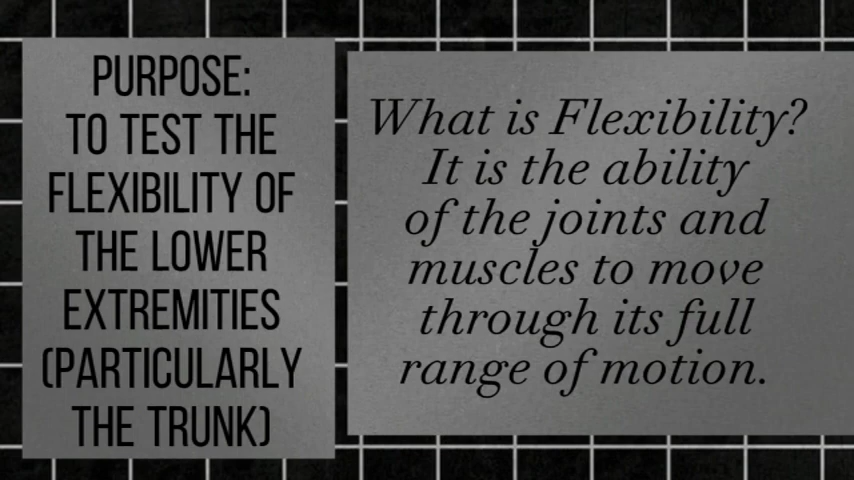 PURPOSE:
TO TEST THE
FLEXIBILITY OF
THE LOWER
EXTREMITIES
(PARTICULARLY
THE TRUNK)
What is Flexibility?
It is the ability
of the joints and
muscles to move
through its full
range of motion.